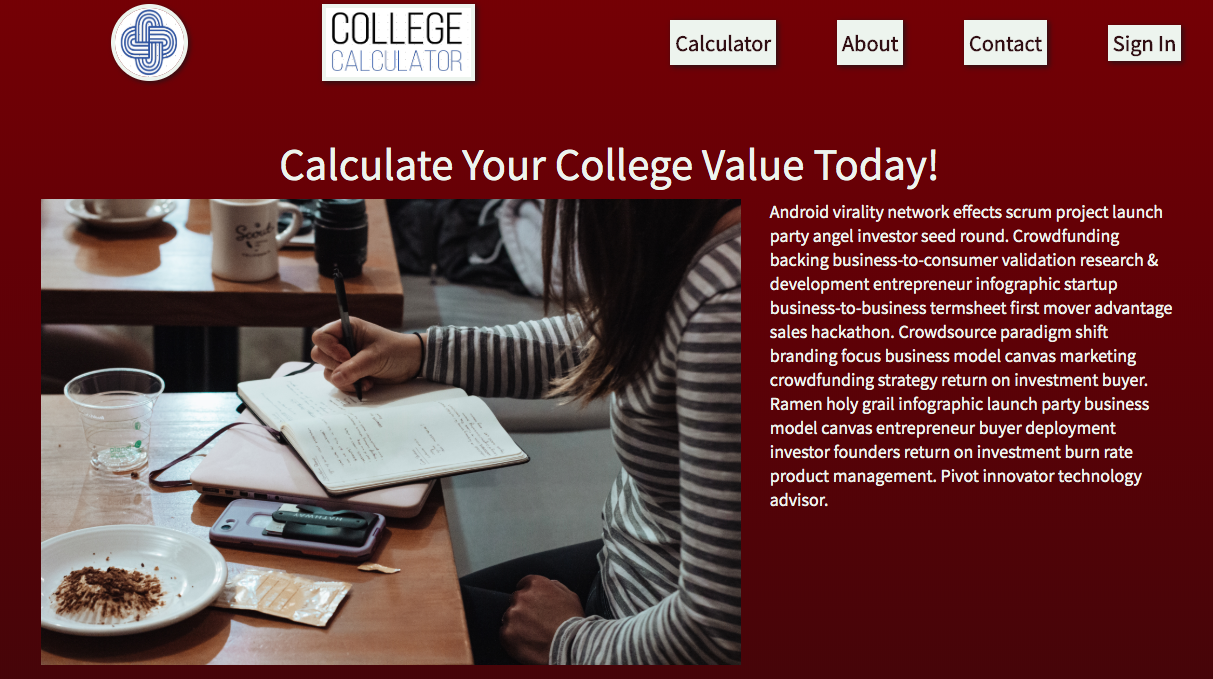 COLLEGE
CALCULATOR
Calculator
About
Contact
Sign In
Calculate Your College Value Today!
Android virality network effects scrum project launch
party angel investor seed round. Crowdfunding
backing business-to-consumer validation research &
development entrepreneur infographic startup
business-to-business termsheet first mover advantage
sales hackathon. Crowdsource paradigm shift
branding focus business model canvas marketing
crowdfunding strategy return on investment buyer.
Ramen holy grail infographic launch party business
model canvas entrepreneur buyer deployment
investor founders return on investment burn rate
product management. Pivot innovator technology
advisor.
Scout
HATHWAY